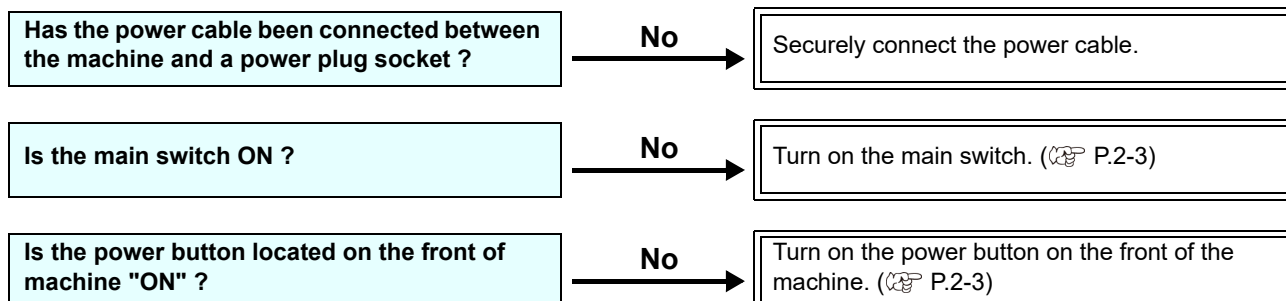 Has the power cable been connected between
the machine and a power plug socket ?
No
Securely connect the power cable.
Is the main switch ON ?
No
Turn on the main switch. (☞ P.2-3)
Is the power button located on the front of
machine "ON" ?
No
Turn on the power button on the front of the
machine. (☞ P.2-3)